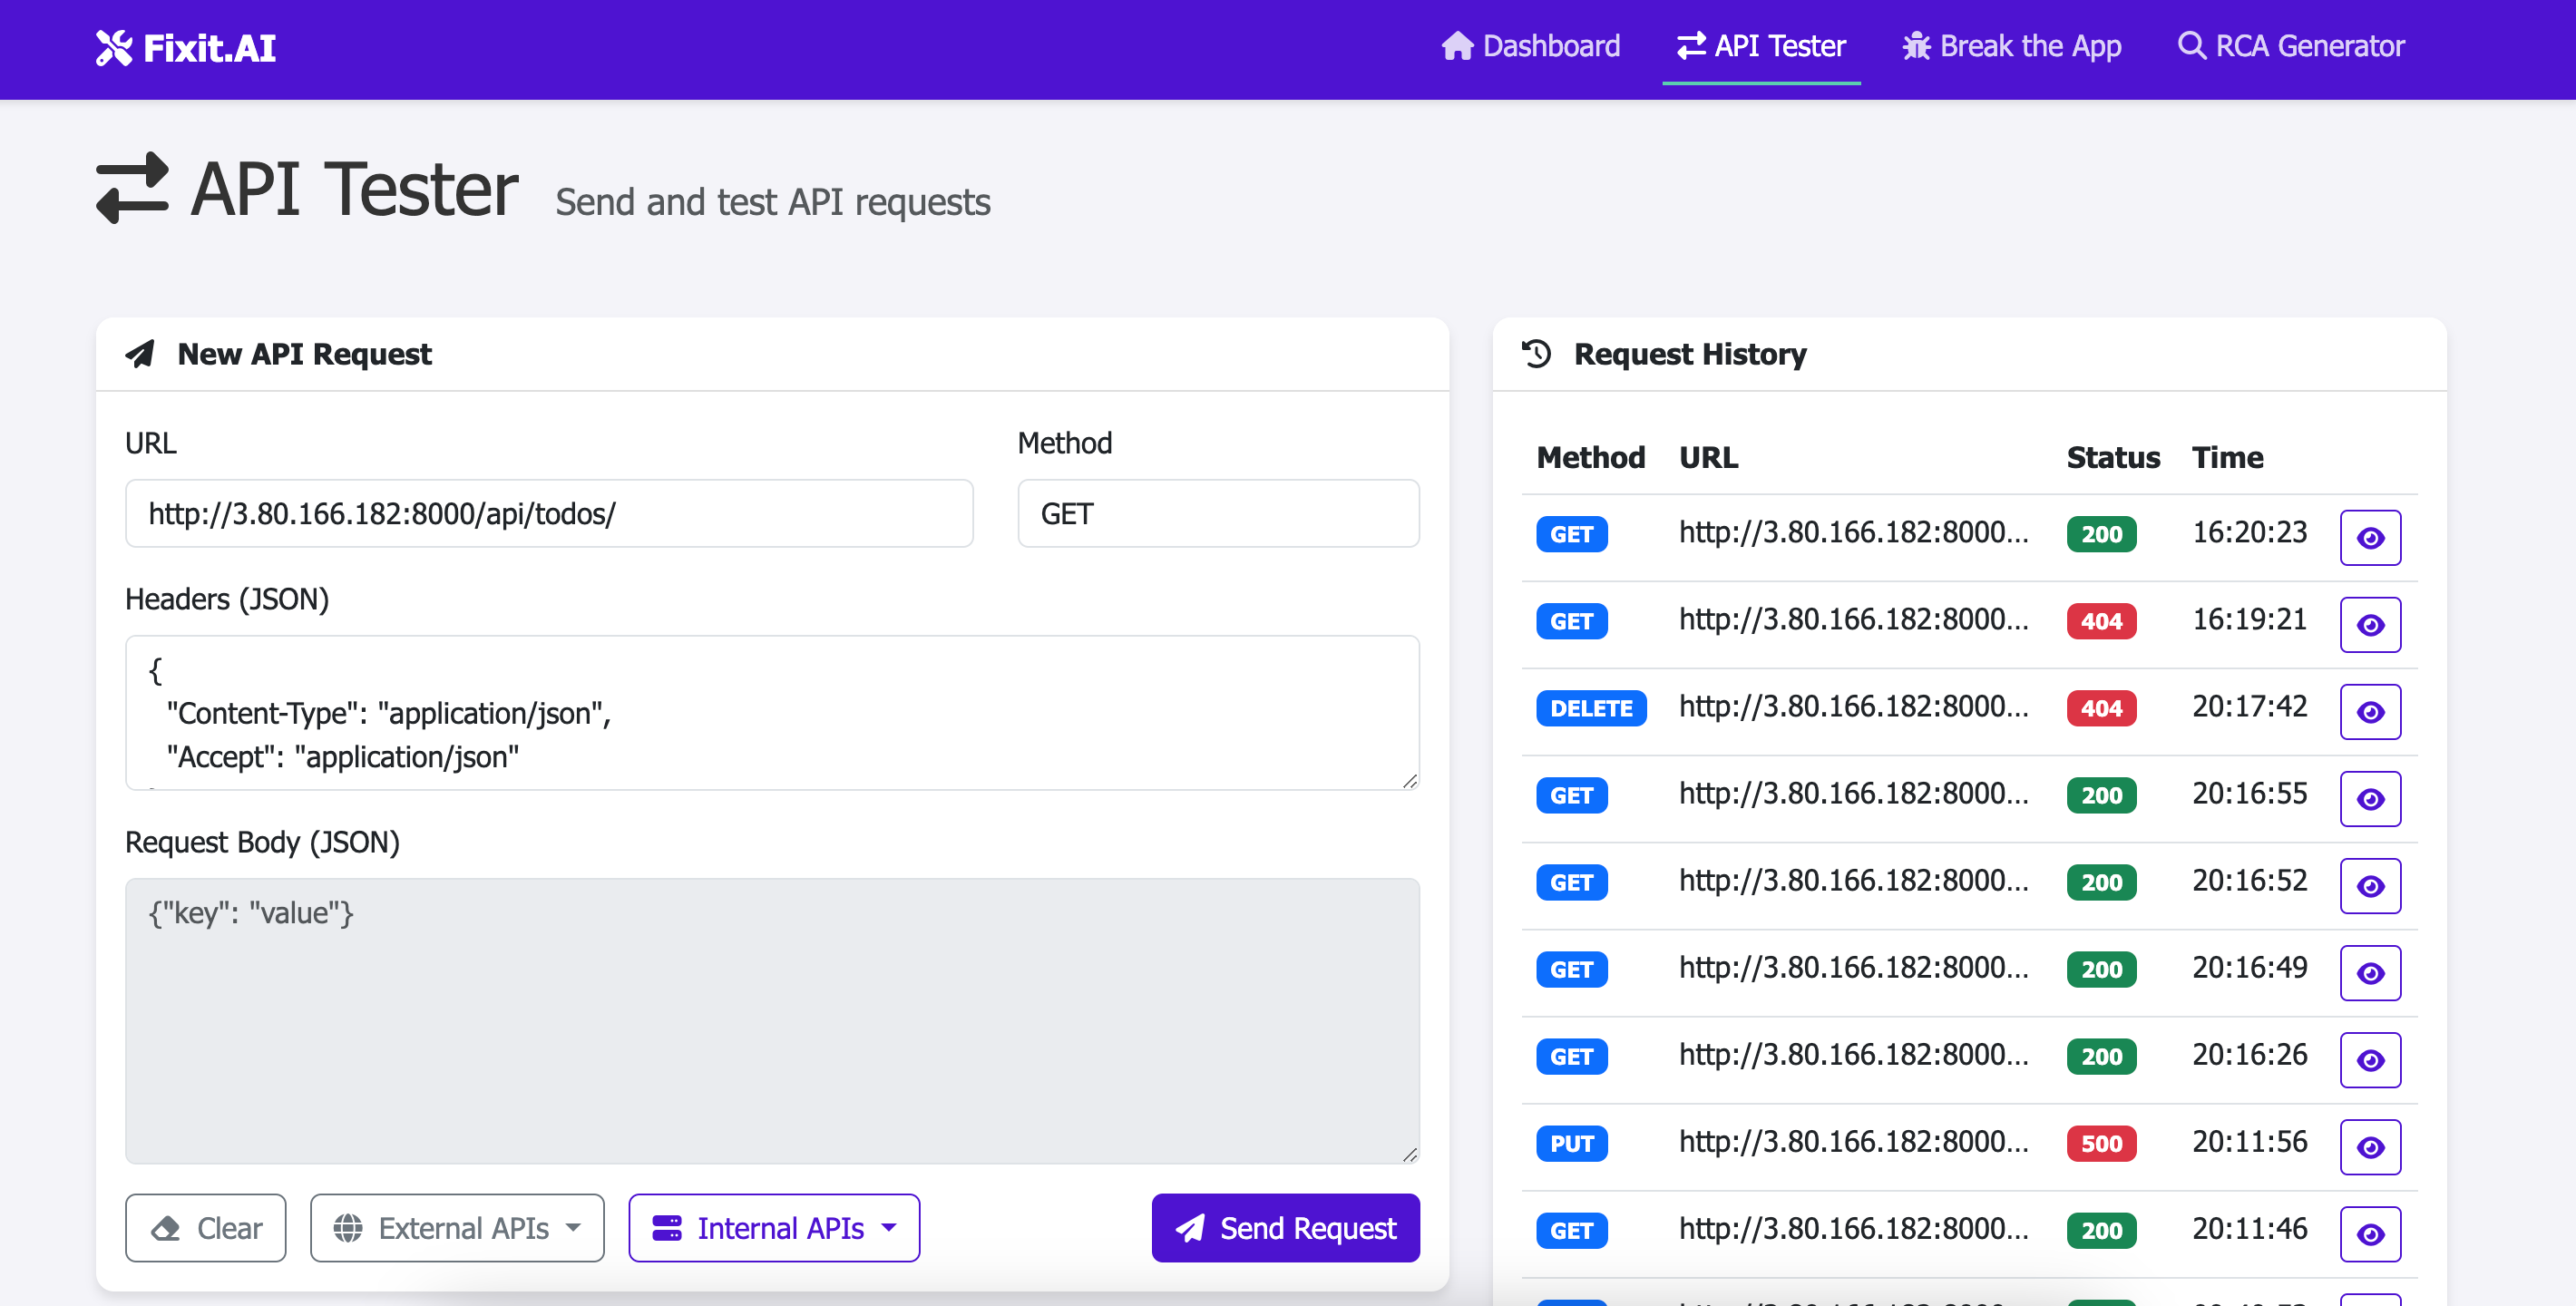 Fixit.AI
Dashboard
API Tester
Break the App
RCA Generator
API Tester Send and test API requests
New API Request
URL
Method
http://3.80.166.182:8000/api/todos/
GET
Headers (JSON)
{
"Content-Type": "application/json",
"Accept": "application/json"
Request Body (JSON)
{"key": "value"}
Clear
External APIs
Internal APIs
Send Request
Request History
Method URL Status Time
GET http://3.80.166.182:8000... 200 16:20:23
GET http://3.80.166.182:8000... 404 16:19:21
DELETE http://3.80.166.182:8000... 404 20:17:42
GET http://3.80.166.182:8000... 200 20:16:55
GET http://3.80.166.182:8000... 200 20:16:52
GET http://3.80.166.182:8000... 200 20:16:49
GET http://3.80.166.182:8000... 200 20:16:26
PUT http://3.80.166.182:8000... 500 20:11:56
GET http://3.80.166.182:8000... 200 20:11:46